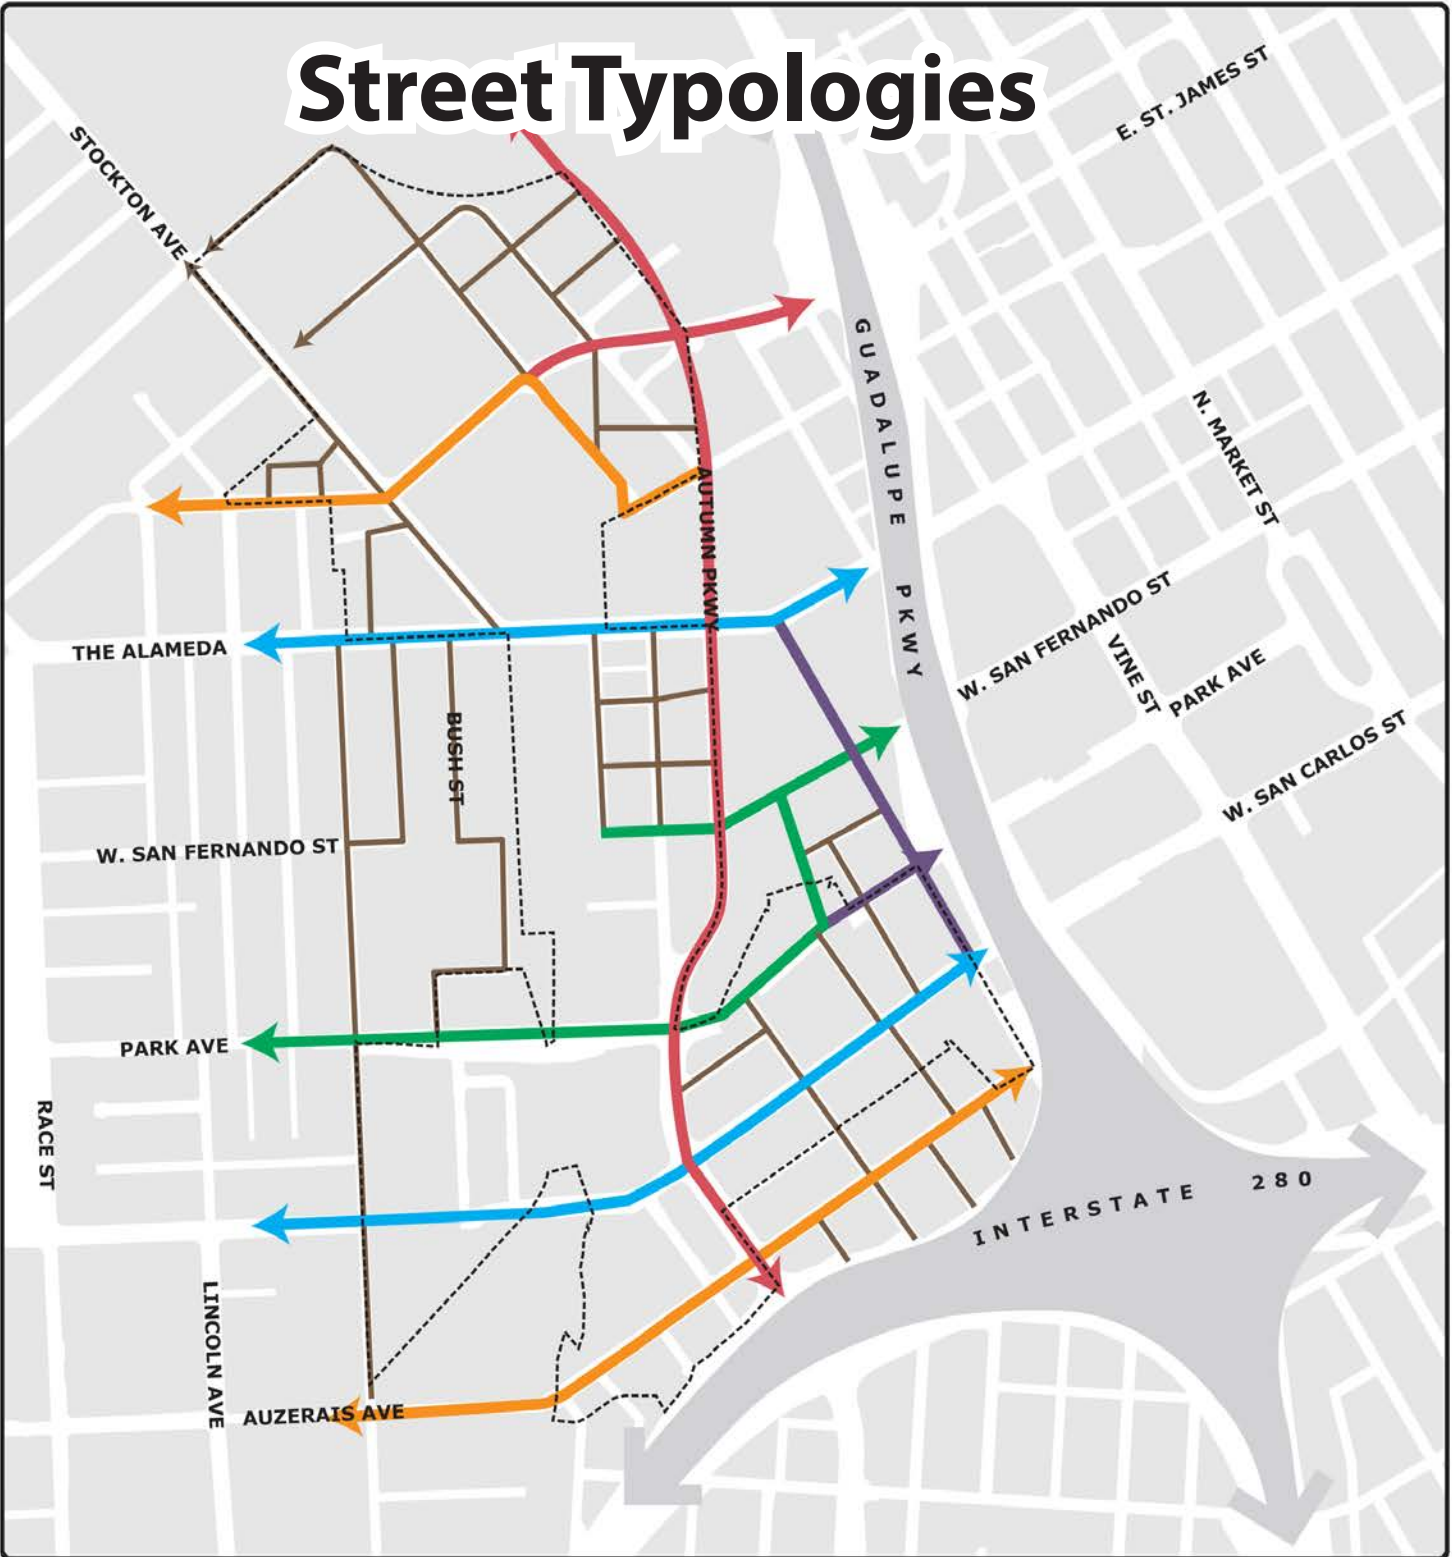 Street Typologies
E. ST. JAMES ST
STOCKTON AVE
GUADALUPE PKWY
N. MARKET ST
AUTUMN PKWY
THE ALAMEDA
W. SAN FERNANDO ST
VINE ST
PARK AVE
BUSH ST
W. SAN CARLOS ST
W. SAN FERNANDO ST
PARK AVE
RACE ST
INTERSTATE 280
LINCOLN AVE
AUZERAIS AVE